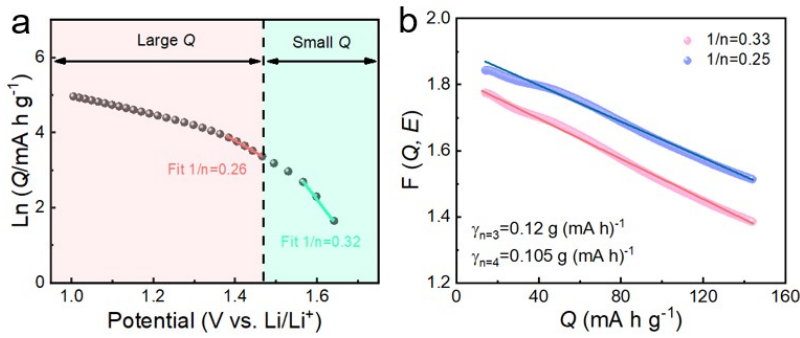 a
Large Q
Small Q
Ln (Q/mA h g⁻¹)
6
4
2
0
Fit 1/n=0.26
Fit 1/n=0.32
1.0
1.2
1.4
1.6
Potential (V vs. Li/Li⁺)
b
F (Q, E)
2.0
1.8
1.6
1.4
1.2
1/n=0.33
1/n=0.25
γn=3=0.12 g (mA h)⁻¹
γn=4=0.105 g (mA h)⁻¹
0
40
80
120
160
Q (mA h g⁻¹)